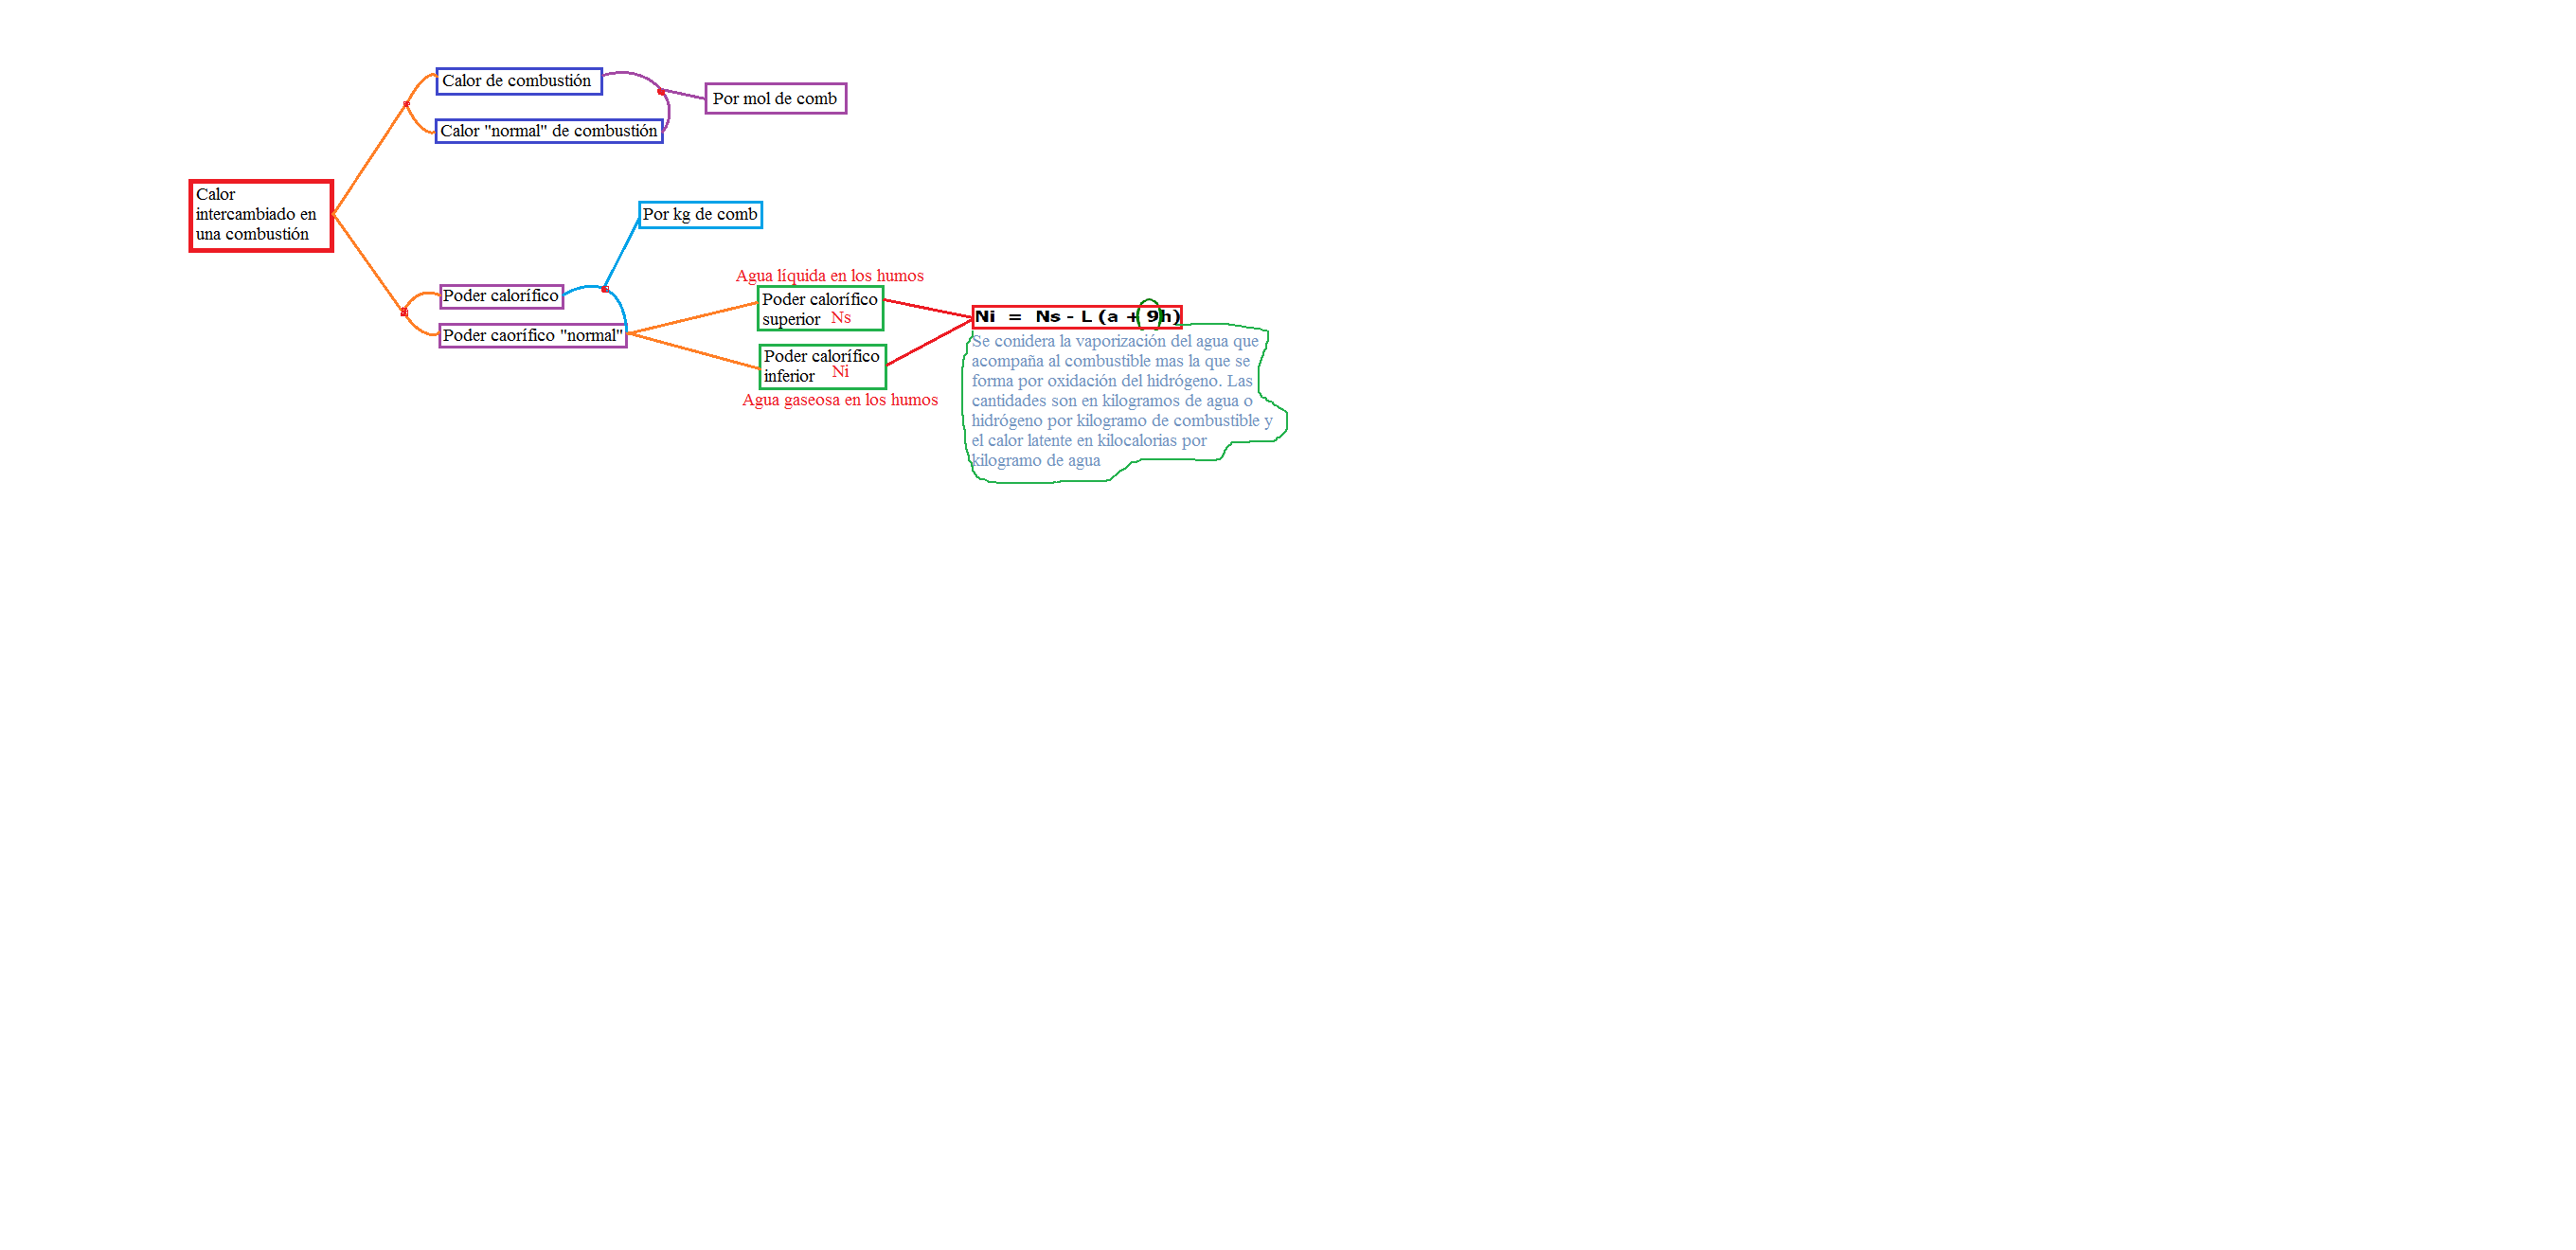 Calor de combustión
Por mol de comb
Calor "normal" de combustión
Calor
intercambiado en
una combustión
Por kg de comb
Poder calorífico
Poder caorífico "normal"
Agua líquida en los humos
Poder calorífico
superior Ns
Poder calorífico
inferior Ni
Agua gaseosa en los humos
Ni = Ns - L (a + 9h)
Se conidera la vaporización del agua que
acompaña al combustible mas la que se
forma por oxidación del hidrógeno. Las
cantidades son en kilogramos de agua o
hidrógeno por kilogramo de combustible y
el calor latente en kilocalorias por
kilogramo de agua